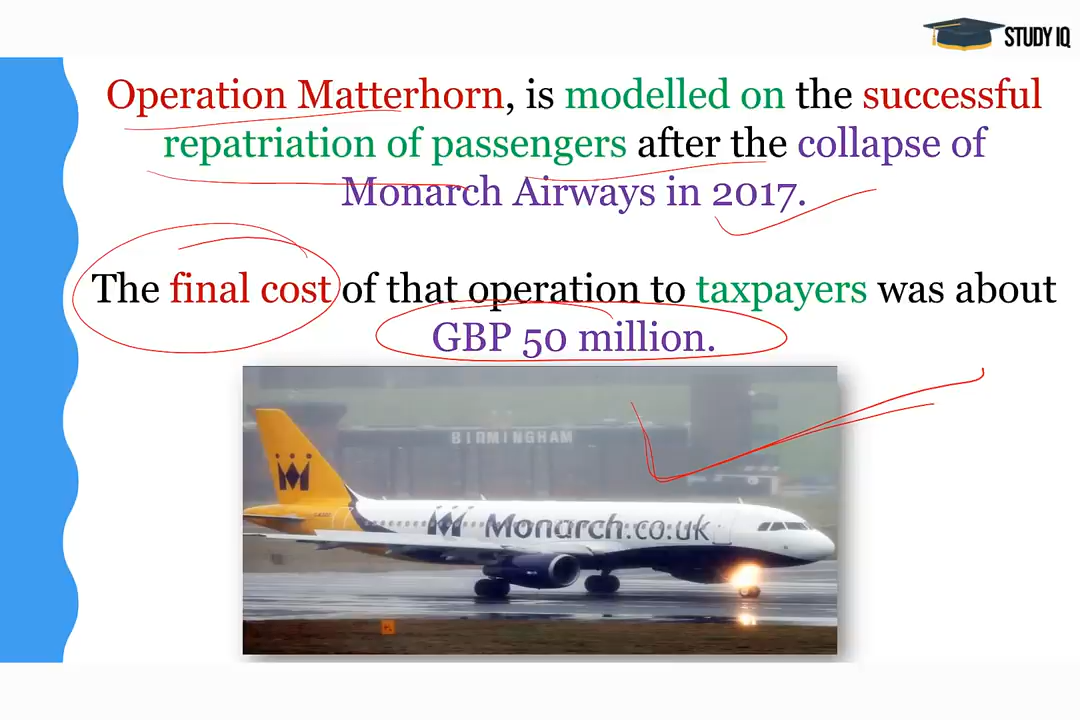 STUDY IQ
Operation Matterhorn, is modelled on the successful
repatriation of passengers after the collapse of
Monarch Airways in 2017.
The final cost of that operation to taxpayers was about
GBP 50 million.
BIRMINGHAM
Monarch.co.uk